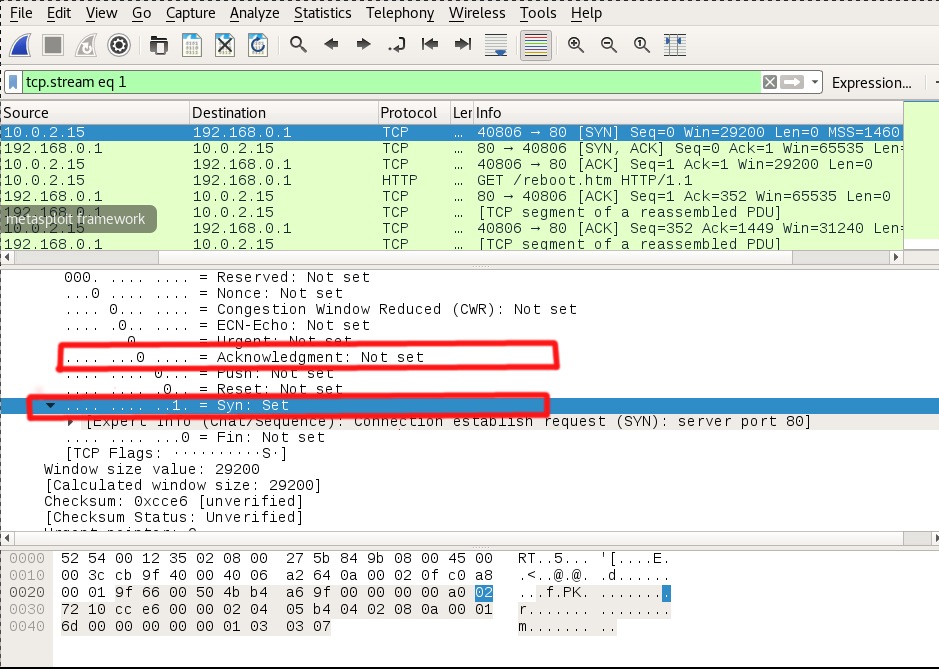 File Edit View Go Capture Analyze Statistics Telephony Wireless Tools Help
tcp.stream eq 1 Expression...
Source Destination Protocol Ler Info
10.0.2.15 192.168.0.1 TCP … 40806 → 80 [SYN] Seq=0 Win=29200 Len=0 MSS=1460
192.168.0.1 10.0.2.15 TCP … 80 → 40806 [SYN, ACK] Seq=0 Ack=1 Win=65535 Len=
10.0.2.15 192.168.0.1 TCP … 40806 → 80 [ACK] Seq=1 Ack=1 Win=29200 Len=0
10.0.2.15 192.168.0.1 HTTP … GET /reboot.htm HTTP/1.1
192.168.0.1 10.0.2.15 TCP … 80 → 40806 [ACK] Seq=1 Ack=352 Win=65535 Len=0
192.168.0.1 10.0.2.15 TCP … [TCP segment of a reassembled PDU]
metasploit framework
10.0.2.15 192.168.0.1 TCP … 40806 → 80 [ACK] Seq=352 Ack=1449 Win=31240 Len=
192.168.0.1 10.0.2.15 TCP … [TCP segment of a reassembled PDU]
000. .... .... = Reserved: Not set
...0 .... .... = Nonce: Not set
.... 0... .... = Congestion Window Reduced (CWR): Not set
.... .0.. .... = ECN-Echo: Not set
.... ..0. .... = Urgent: Not set
.... ...0 .... = Acknowledgment: Not set
.... .... 0... = Push: Not set
.... .... .0.. = Reset: Not set
.... .... ..1. = Syn: Set
[Expert Info (Chat/Sequence): Connection establish request (SYN): server port 80]
.... .... ...0 = Fin: Not set
[TCP Flags: ··········S·]
Window size value: 29200
[Calculated window size: 29200]
Checksum: 0xcce6 [unverified]
[Checksum Status: Unverified]
Urgent pointer: 0
0000 52 54 00 12 35 02 08 00 27 5b 84 9b 08 00 45 00 RT..5... '[....E.
0010 00 3c cb 9f 40 00 40 06 a2 64 0a 00 02 0f c0 a8 .<..@.@. .d......
0020 00 01 9f 66 00 50 4b b4 a6 9f 00 00 00 00 a0 02 ...f.PK. ........
0030 72 10 cc e6 00 00 02 04 05 b4 04 02 08 0a 00 01 r....... ........
0040 6d 00 00 00 00 00 01 03 03 07 m....... ..